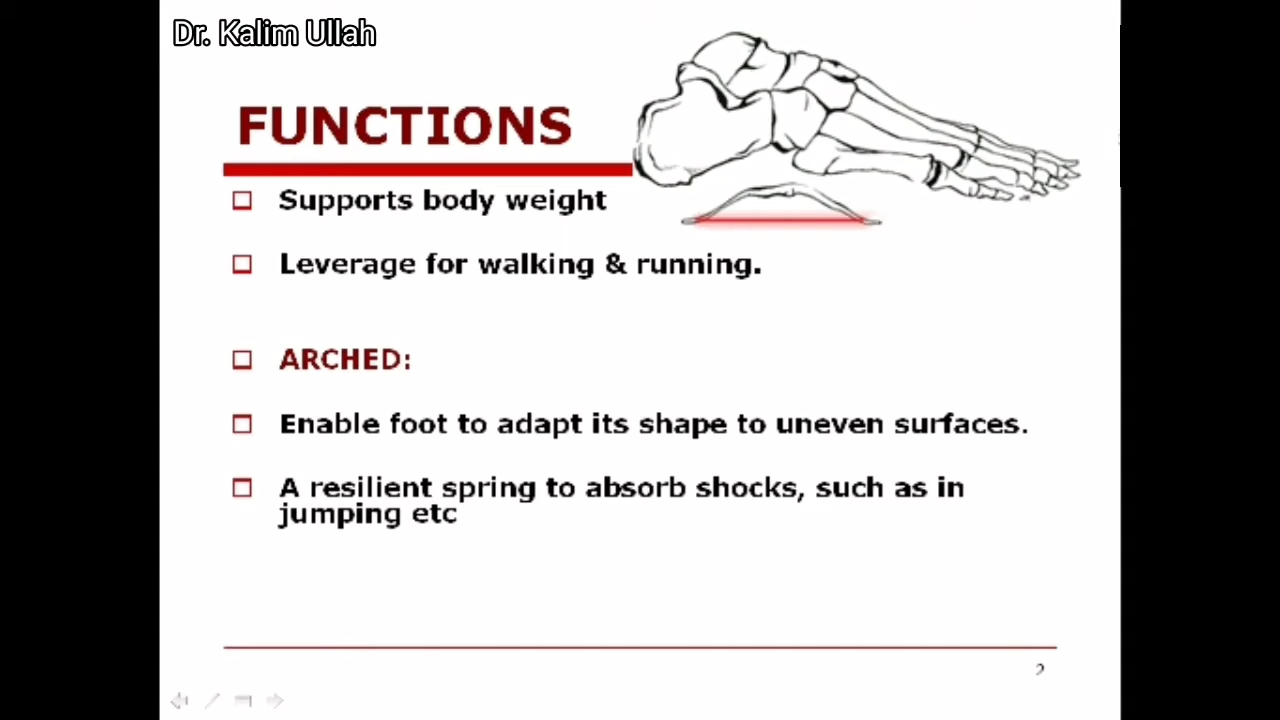 Dr. Kalim Ullah
FUNCTIONS
Supports body weight
Leverage for walking & running.
ARCHED:
Enable foot to adapt its shape to uneven surfaces.
A resilient spring to absorb shocks, such as in
jumping etc
2